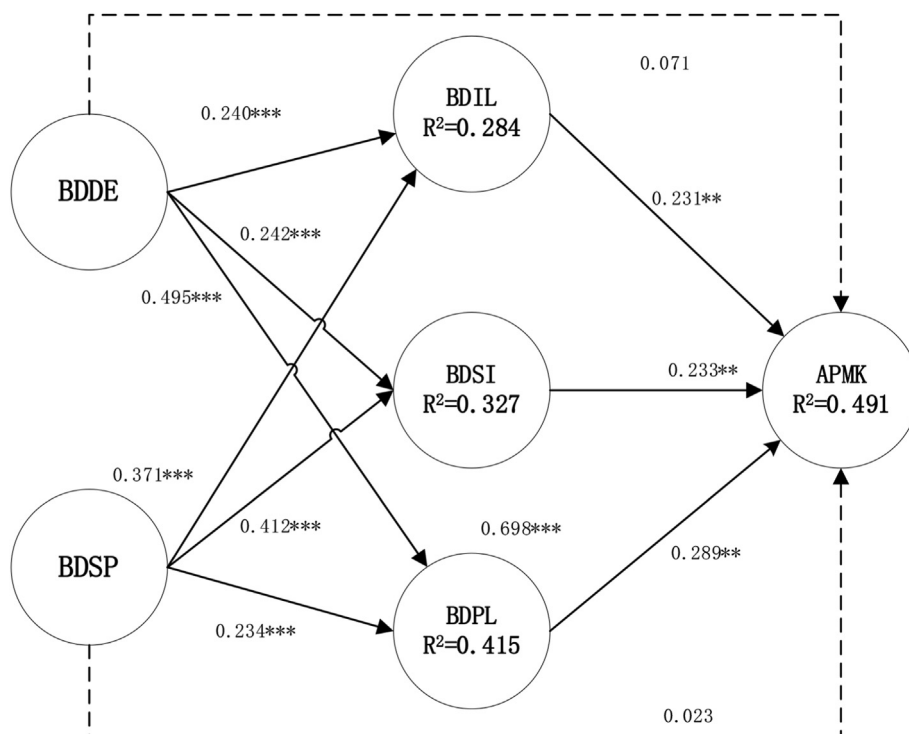 0.071
BDIL
R²=0.284
0.240***
BDDE
0.231**
0.242***
0.495***
BDSI
R²=0.327
0.233**
APMK
R²=0.491
0.371***
0.412***
0.698***
0.289**
BDSP
BDPL
R²=0.415
0.234***
0.023